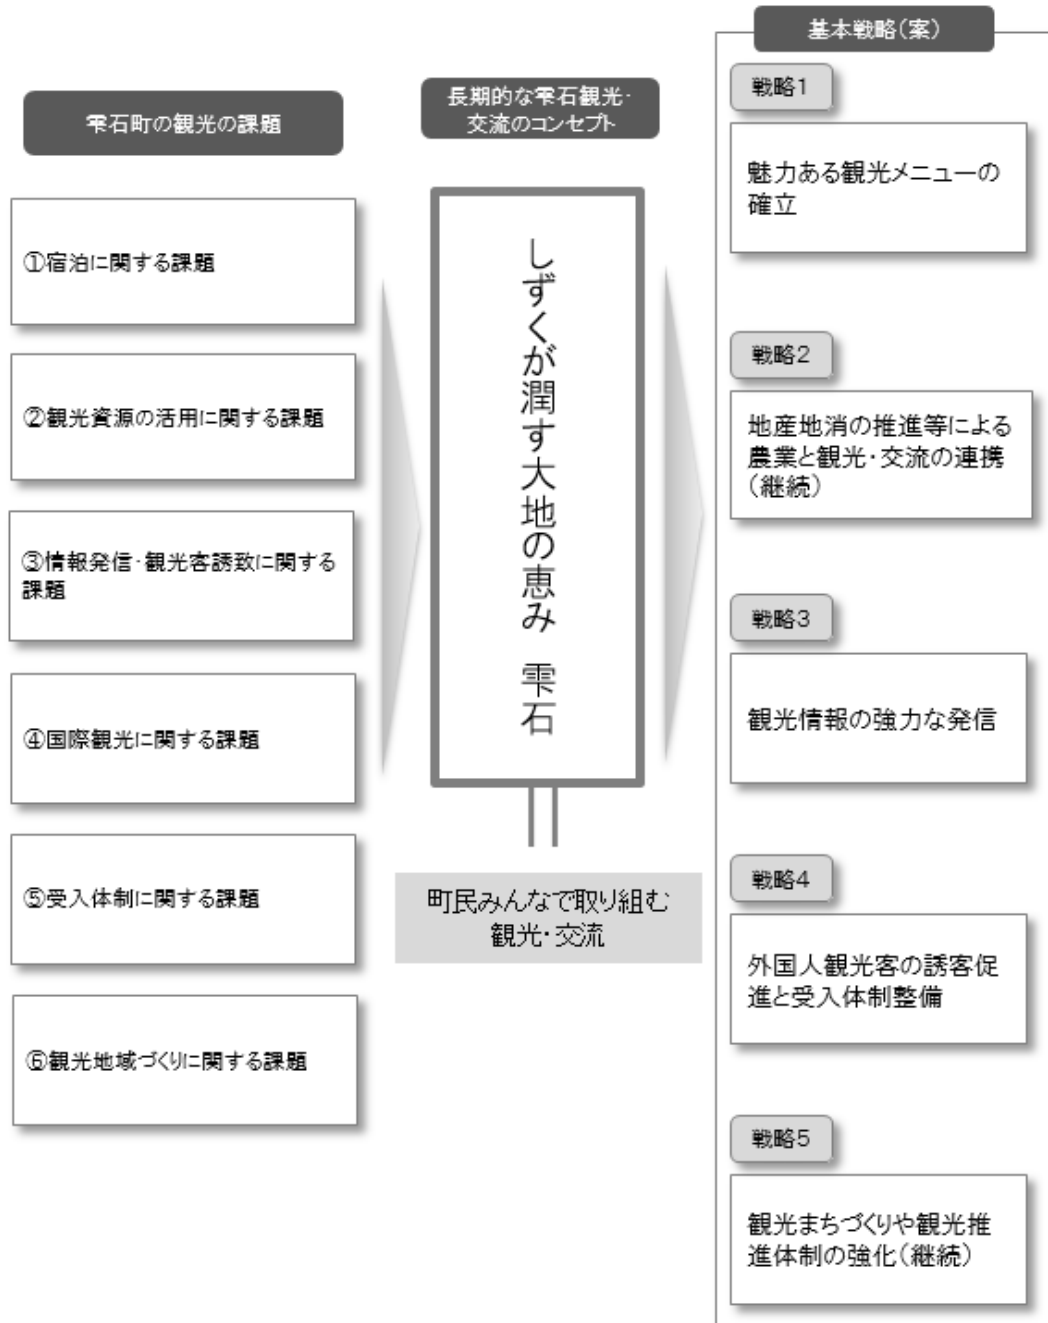 雫石町の観光の課題
①宿泊に関する課題
②観光資源の活用に関する課題
③情報発信・観光客誘致に関する
課題
④国際観光に関する課題
⑤受入体制に関する課題
⑥観光地域づくりに関する課題
長期的な雫石観光・
交流のコンセプト
しずくが潤す大地の恵み　雫石
町民みんなで取り組む
観光・交流
基本戦略(案)
戦略1
魅力ある観光メニューの
確立
戦略2
地産地消の推進等による
農業と観光・交流の連携
(継続)
戦略3
観光情報の強力な発信
戦略4
外国人観光客の誘客促
進と受入体制整備
戦略5
観光まちづくりや観光推
進体制の強化(継続)